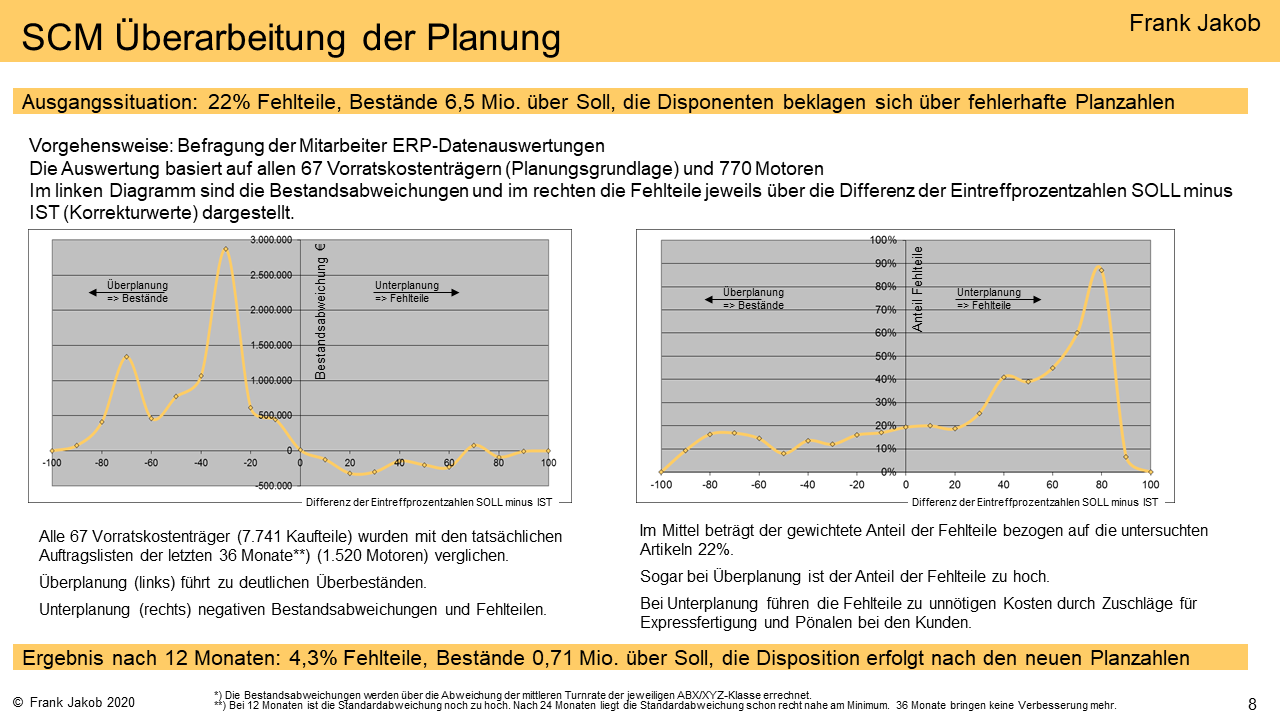 SCM Überarbeitung der Planung
Frank Jakob
Ausgangssituation: 22% Fehlteile, Bestände 6,5 Mio. über Soll, die Disponenten beklagen sich über fehlerhafte Planzahlen
Vorgehensweise: Befragung der Mitarbeiter ERP-Datenauswertungen
Die Auswertung basiert auf allen 67 Vorratskostenträgern (Planungsgrundlage) und 770 Motoren
Im linken Diagramm sind die Bestandsabweichungen und im rechten die Fehlteile jeweils über die Differenz der Eintreffprozentzahlen SOLL minus
IST (Korrekturwerte) dargestellt.
3.000.000
2.500.000
2.000.000
1.500.000
1.000.000
500.000
0
-500.000
Bestandsabweichung €
Überplanung
=> Bestände
Unterplanung
=> Fehlteile
-100 -80 -60 -40 -20 0 20 40 60 80 100
Differenz der Eintreffprozentzahlen SOLL minus IST
100%
90%
80%
70%
60%
50%
40%
30%
20%
10%
0%
Anteil Fehlteile
Überplanung
=> Bestände
Unterplanung
=> Fehlteile
-100 -80 -60 -40 -20 0 20 40 60 80 100
Differenz der Eintreffprozentzahlen SOLL minus IST
Alle 67 Vorratskostenträger (7.741 Kaufteile) wurden mit den tatsächlichen
Auftragslisten der letzten 36 Monate**) (1.520 Motoren) verglichen.
Überplanung (links) führt zu deutlichen Überbeständen.
Unterplanung (rechts) negativen Bestandsabweichungen und Fehlteilen.
Im Mittel beträgt der gewichtete Anteil der Fehlteile bezogen auf die untersuchten
Artikeln 22%.
Sogar bei Überplanung ist der Anteil der Fehlteile zu hoch.
Bei Unterplanung führen die Fehlteile zu unnötigen Kosten durch Zuschläge für
Expressfertigung und Pönalen bei den Kunden.
Ergebnis nach 12 Monaten: 4,3% Fehlteile, Bestände 0,71 Mio. über Soll, die Disposition erfolgt nach den neuen Planzahlen
© Frank Jakob 2020
*) Die Bestandsabweichungen werden über die Abweichung der mittleren Turnrate der jeweiligen ABX/XYZ-Klasse errechnet.
**) Bei 12 Monaten ist die Standardabweichung noch zu hoch. Nach 24 Monaten liegt die Standardabweichung schon recht nahe am Minimum. 36 Monate bringen keine Verbesserung mehr.
8